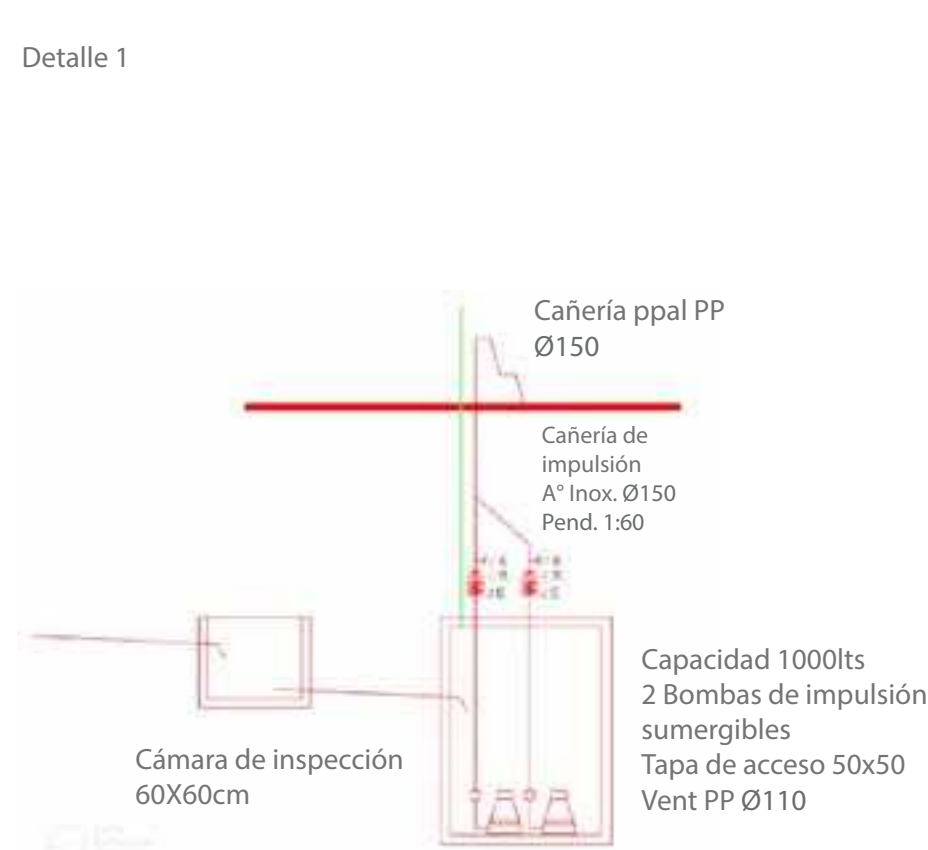 Detalle 1
Cañería ppal PP
Ø150
Cañería de
impulsión
A° Inox. Ø150
Pend. 1:60
Capacidad 1000lts
2 Bombas de impulsión
sumergibles
Tapa de acceso 50x50
Vent PP Ø110
Cámara de inspección
60X60cm